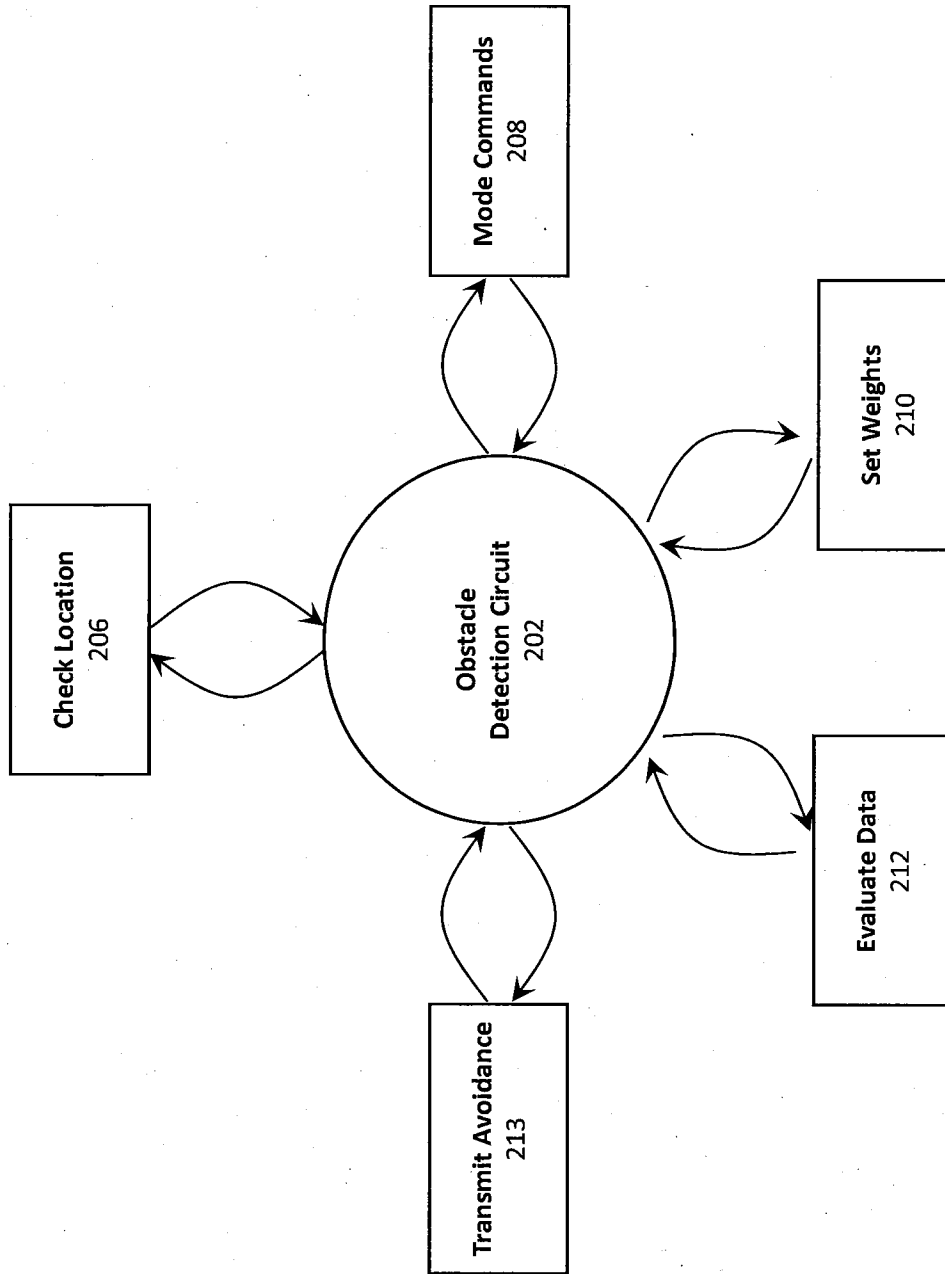 Check Location
206
Mode Commands
208
Obstacle
Detection Circuit
202
Transmit Avoidance
213
Set Weights
210
Evaluate Data
212